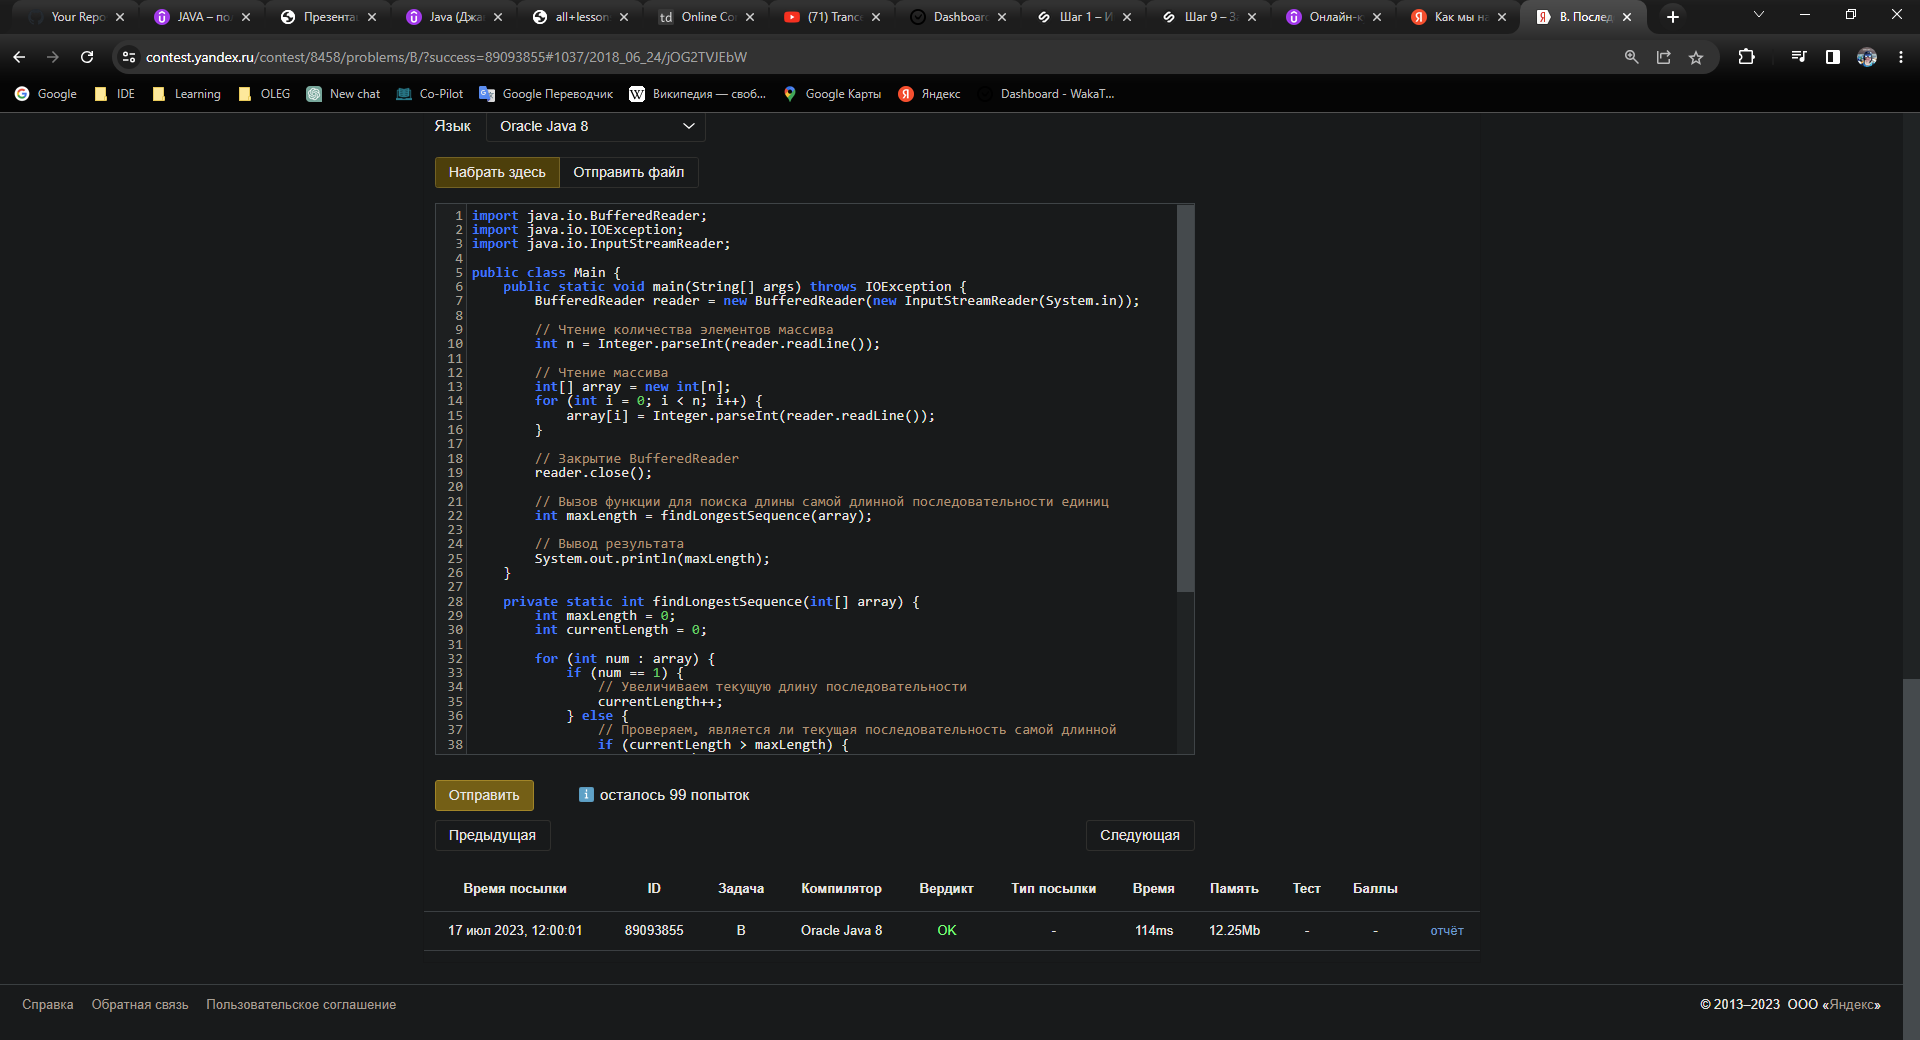 Your Repo
JAVA – по
Презента
Java (Джа
all+lesson
Online Co
(71) Tranc
Dashboar
Шаг 1 – И
Шаг 9 – З
Онлайн-к
Как мы на
В. Послед
contest.yandex.ru/contest/8458/problems/B/?success=89093855#1037/2018_06_24/jOG2TVJEbW
Google
IDE
Learning
OLEG
New chat
Co-Pilot
Google Переводчик
Википедия — своб...
Google Карты
Яндекс
Dashboard - WakaT...
Язык
Oracle Java 8
Набрать здесь
Отправить файл
1 import java.io.BufferedReader;
2 import java.io.IOException;
3 import java.io.InputStreamReader;
4
5 public class Main {
6 public static void main(String[] args) throws IOException {
7 BufferedReader reader = new BufferedReader(new InputStreamReader(System.in));
8
9 // Чтение количества элементов массива
10 int n = Integer.parseInt(reader.readLine());
11
12 // Чтение массива
13 int[] array = new int[n];
14 for (int i = 0; i < n; i++) {
15 array[i] = Integer.parseInt(reader.readLine());
16 }
17
18 // Закрытие BufferedReader
19 reader.close();
20
21 // Вызов функции для поиска длины самой длинной последовательности единиц
22 int maxLength = findLongestSequence(array);
23
24 // Вывод результата
25 System.out.println(maxLength);
26 }
27
28 private static int findLongestSequence(int[] array) {
29 int maxLength = 0;
30 int currentLength = 0;
31
32 for (int num : array) {
33 if (num == 1) {
34 // Увеличиваем текущую длину последовательности
35 currentLength++;
36 } else {
37 // Проверяем, является ли текущая последовательность самой длинной
38 if (currentLength > maxLength) {
Отправить
осталось 99 попыток
Предыдущая
Следующая
Время посылки ID Задача Компилятор Вердикт Тип посылки Время Память Тест Баллы
17 июл 2023, 12:00:01 89093855 B Oracle Java 8 OK - 114ms 12.25Mb - - отчёт
Справка Обратная связь Пользовательское соглашение
© 2013–2023 ООО «Яндекс»